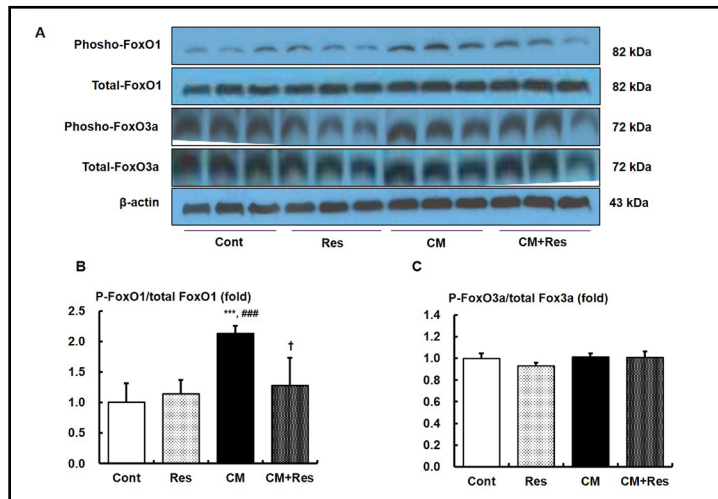 A
Phosho-FoxO1 82 kDa
Total-FoxO1 82 kDa
Phosho-FoxO3a 72 kDa
Total-FoxO3a 72 kDa
β-actin 43 kDa
Cont Res CM CM+Res
B
P-FoxO1/total FoxO1 (fold)
2.5
2.0
1.5
1.0
0.5
0.0
***, ###
†
Cont Res CM CM+Res
C
P-FoxO3a/total Fox3a (fold)
1.4
1.2
1.0
0.8
0.6
0.4
0.2
0.0
Cont Res CM CM+Res